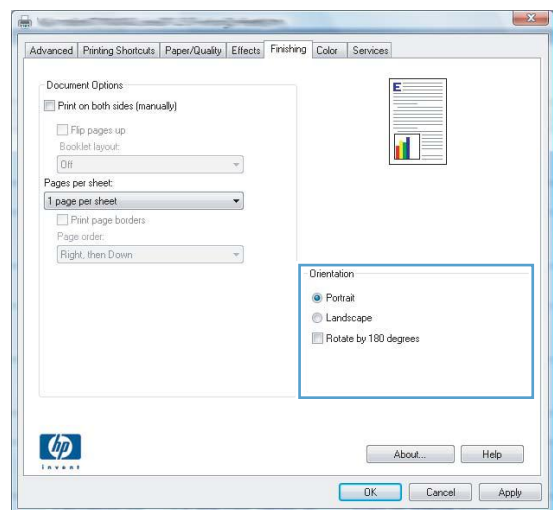 Advanced Printing Shortcuts Paper/Quality Effects Finishing Color Services
Document Options
Print on both sides (manually)
Flip pages up
Booklet layout:
Off
Pages per sheet:
1 page per sheet
Print page borders
Page order:
Right, then Down
E
Orientation
Portrait
Landscape
Rotate by 180 degrees
hp
invent
About... Help
OK Cancel Apply